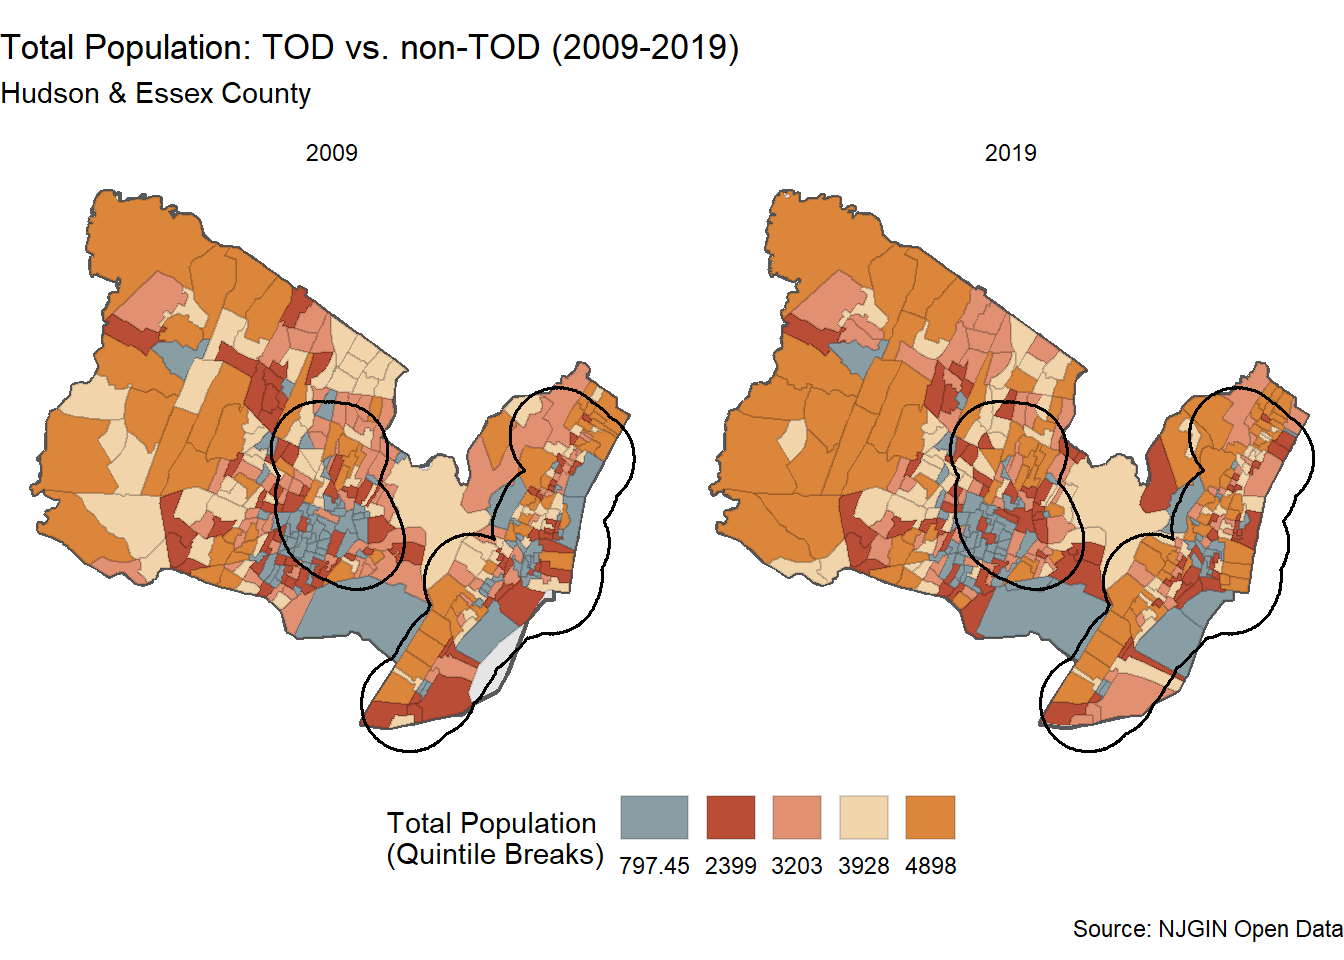 Total Population: TOD vs. non-TOD (2009-2019)
Hudson & Essex County
2009
2019
Total Population
(Quintile Breaks)
797.45
2399
3203
3928
4898
Source: NJGIN Open Data